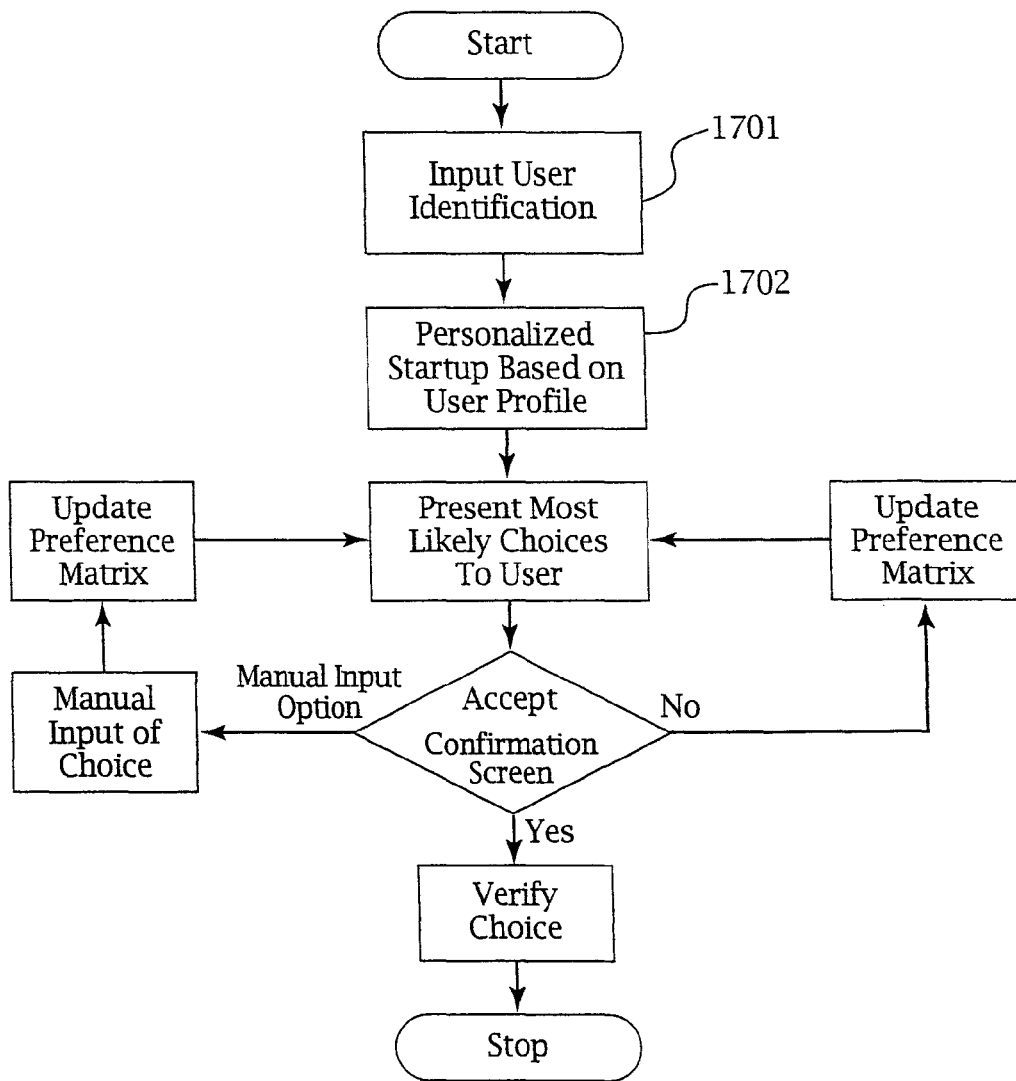 Start
1701
Input User
Identification
1702
Personalized
Startup Based on
User Profile
Update
Preference
Matrix
Present Most
Likely Choices
To User
Update
Preference
Matrix
Manual
Input of
Choice
Manual Input
Option
Accept
Confirmation
Screen
No
Yes
Verify
Choice
Stop